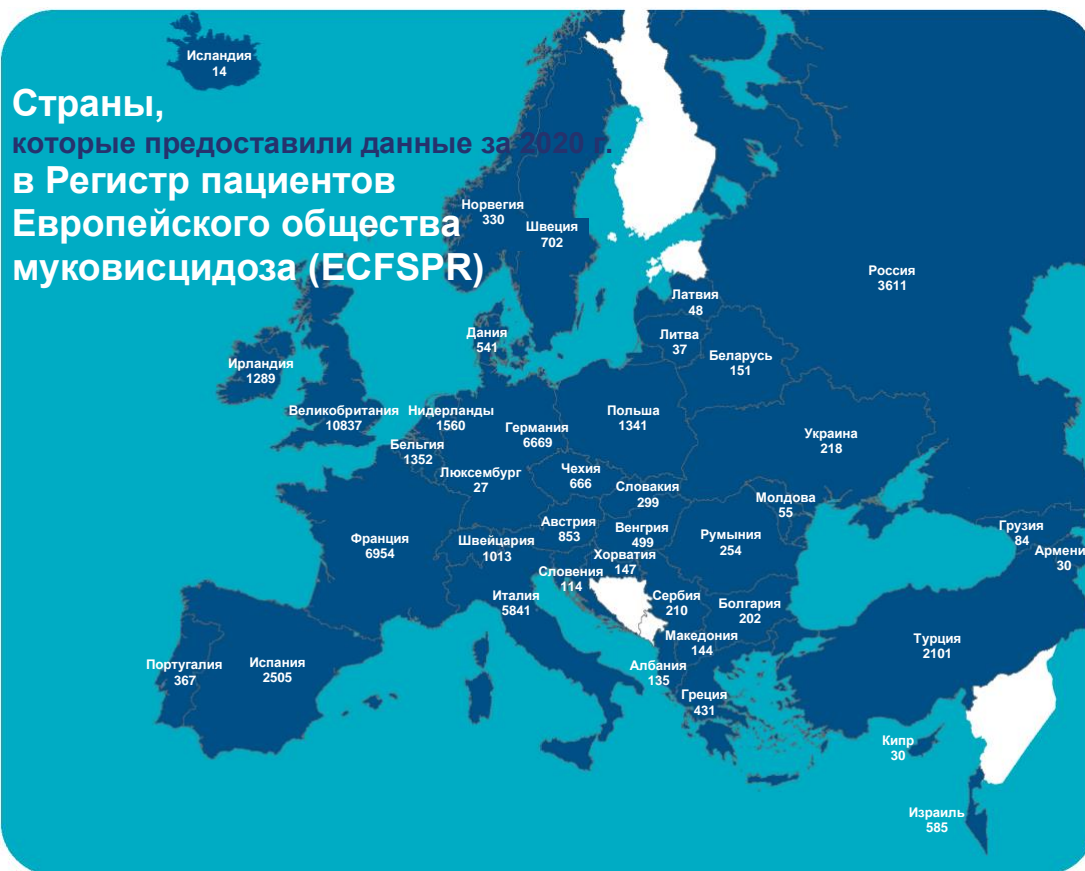 Исландия
14
Страны,
которые предоставили данные за 2020 г.
в Регистр пациентов
Европейского общества
муковисцидоза (ECFSPR)
Норвегия
330
Швеция
702
Россия
3611
Латвия
48
Дания
541
Литва
37
Беларусь
151
Ирландия
1289
Великобритания
10837
Нидерланды
1560
Германия
6669
Польша
1341
Украина
218
Бельгия
1352
Люксембург
27
Чехия
666
Словакия
299
Молдова
55
Франция
6954
Швейцария
1013
Австрия
853
Венгрия
499
Румыния
254
Грузия
84
Армени
30
Хорватия
147
Словения
114
Италия
5841
Сербия
210
Болгария
202
Македония
144
Турция
2101
Португалия
367
Испания
2505
Албания
135
Греция
431
Кипр
30
Израиль
585